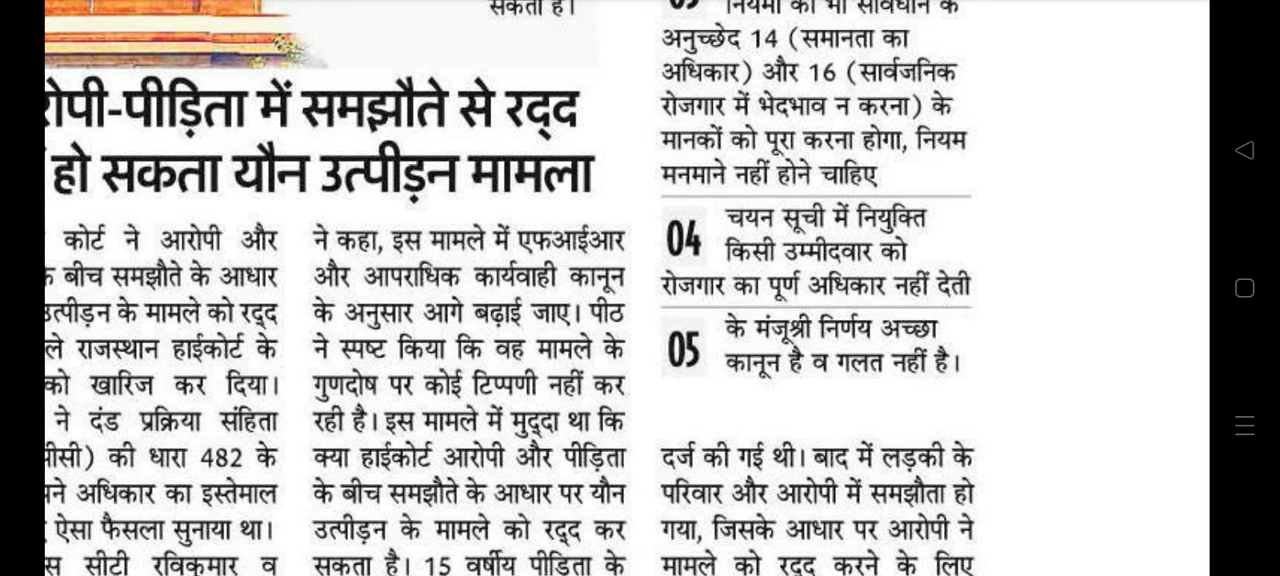 सकता है।
आरोपी-पीड़िता में समझौते से रद्द
हो सकता यौन उत्पीड़न मामला
कोर्ट ने आरोपी और
बीच समझौते के आधार
उत्पीड़न के मामले को रद्द
राजस्थान हाईकोर्ट के
को खारिज कर दिया।
ने दंड प्रक्रिया संहिता
की धारा 482 के
अधिकार का इस्तेमाल
ऐसा फैसला सुनाया था।
सीटी रविकुमार व
ने कहा, इस मामले में एफआईआर
और आपराधिक कार्यवाही कानून
के अनुसार आगे बढ़ाई जाए। पीठ
ने स्पष्ट किया कि वह मामले के
गुणदोष पर कोई टिप्पणी नहीं कर
रही है। इस मामले में मुद्दा था कि
क्या हाईकोर्ट आरोपी और पीड़िता
के बीच समझौते के आधार पर यौन
उत्पीड़न के मामले को रद्द कर
सकता है। 15 वर्षीय पीड़िता के
नियमों को भी संविधान के
अनुच्छेद 14 (समानता का
अधिकार) और 16 (सार्वजनिक
रोजगार में भेदभाव न करना) के
मानकों को पूरा करना होगा, नियम
मनमाने नहीं होने चाहिए
04 चयन सूची में नियुक्ति
किसी उम्मीदवार को
रोजगार का पूर्ण अधिकार नहीं देती
05 के मंजूश्री निर्णय अच्छा
कानून है व गलत नहीं है।
दर्ज की गई थी। बाद में लड़की के
परिवार और आरोपी में समझौता हो
गया, जिसके आधार पर आरोपी ने
मामले को रद्द करने के लिए